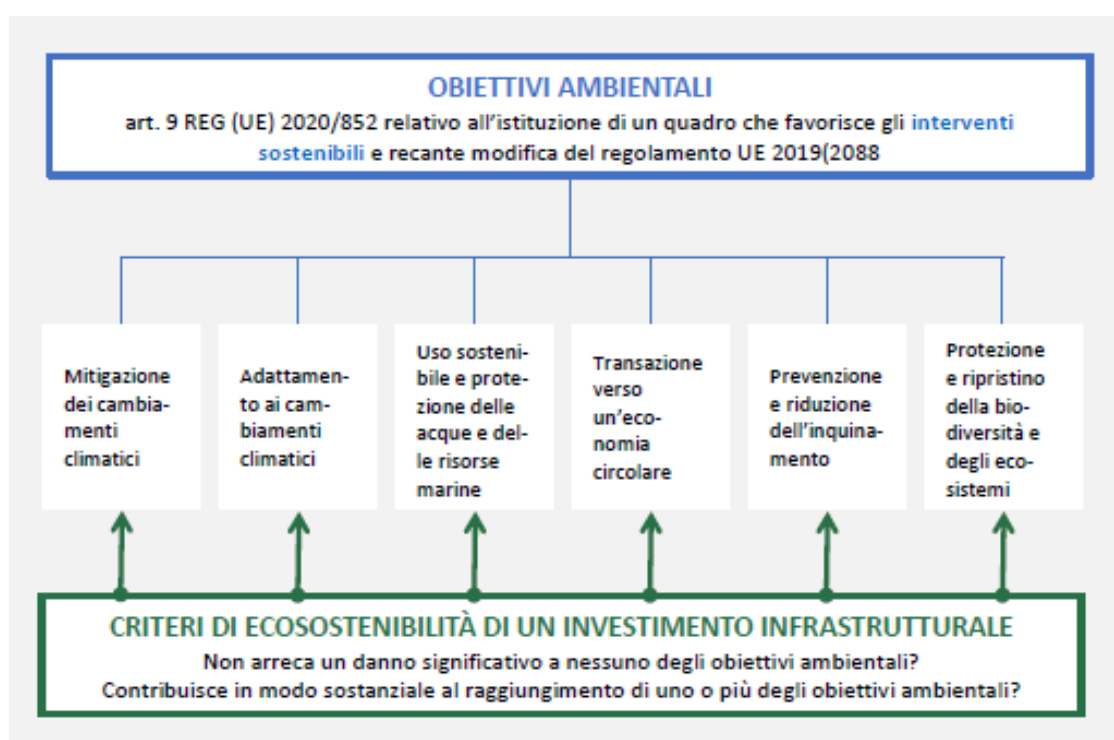 OBIETTIVI AMBIENTALI
art. 9 REG (UE) 2020/852 relativo all'istituzione di un quadro che favorisce gli interventi
sostenibili e recante modifica del regolamento UE 2019(2088
Mitigazione
dei cambia-
menti
climatici
Adattamen-
to ai cam-
biamenti
climatici
Uso sosteni-
bile e prote-
zione delle
acque e del-
le risorse
marine
Transazione
verso
un'eco-
nomia
circolare
Prevenzione
e riduzione
dell'inquina-
mento
Protezione
e ripristino
della bio-
diversità e
degli eco-
sistemi
CRITERI DI ECOSOSTENIBILITÀ DI UN INVESTIMENTO INFRASTRUTTURALE
Non arreca un danno significativo a nessuno degli obiettivi ambientali?
Contribuisce in modo sostanziale al raggiungimento di uno o più degli obiettivi ambientali?